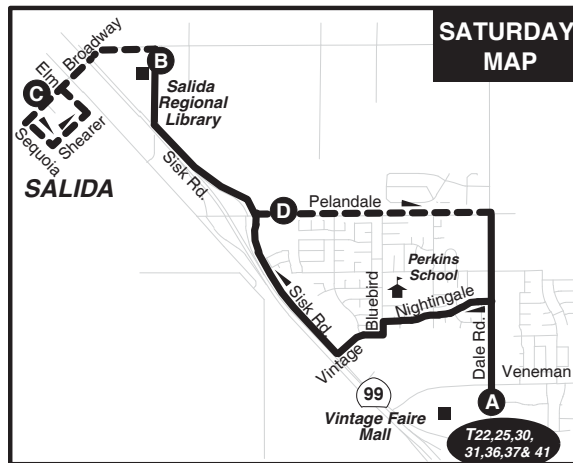 SATURDAY
MAP
Broadway
Elm
B
C
Salida
Regional
Library
Shearer
Sequoia
SALIDA
Sisk Rd.
D
Pelandale
Perkins
School
Bluebird
Nightingale
Sisk Rd.
Dale Rd.
Vintage
Veneman
99
A
Vintage Faire
Mall
T22,25,30,
31,36,37& 41